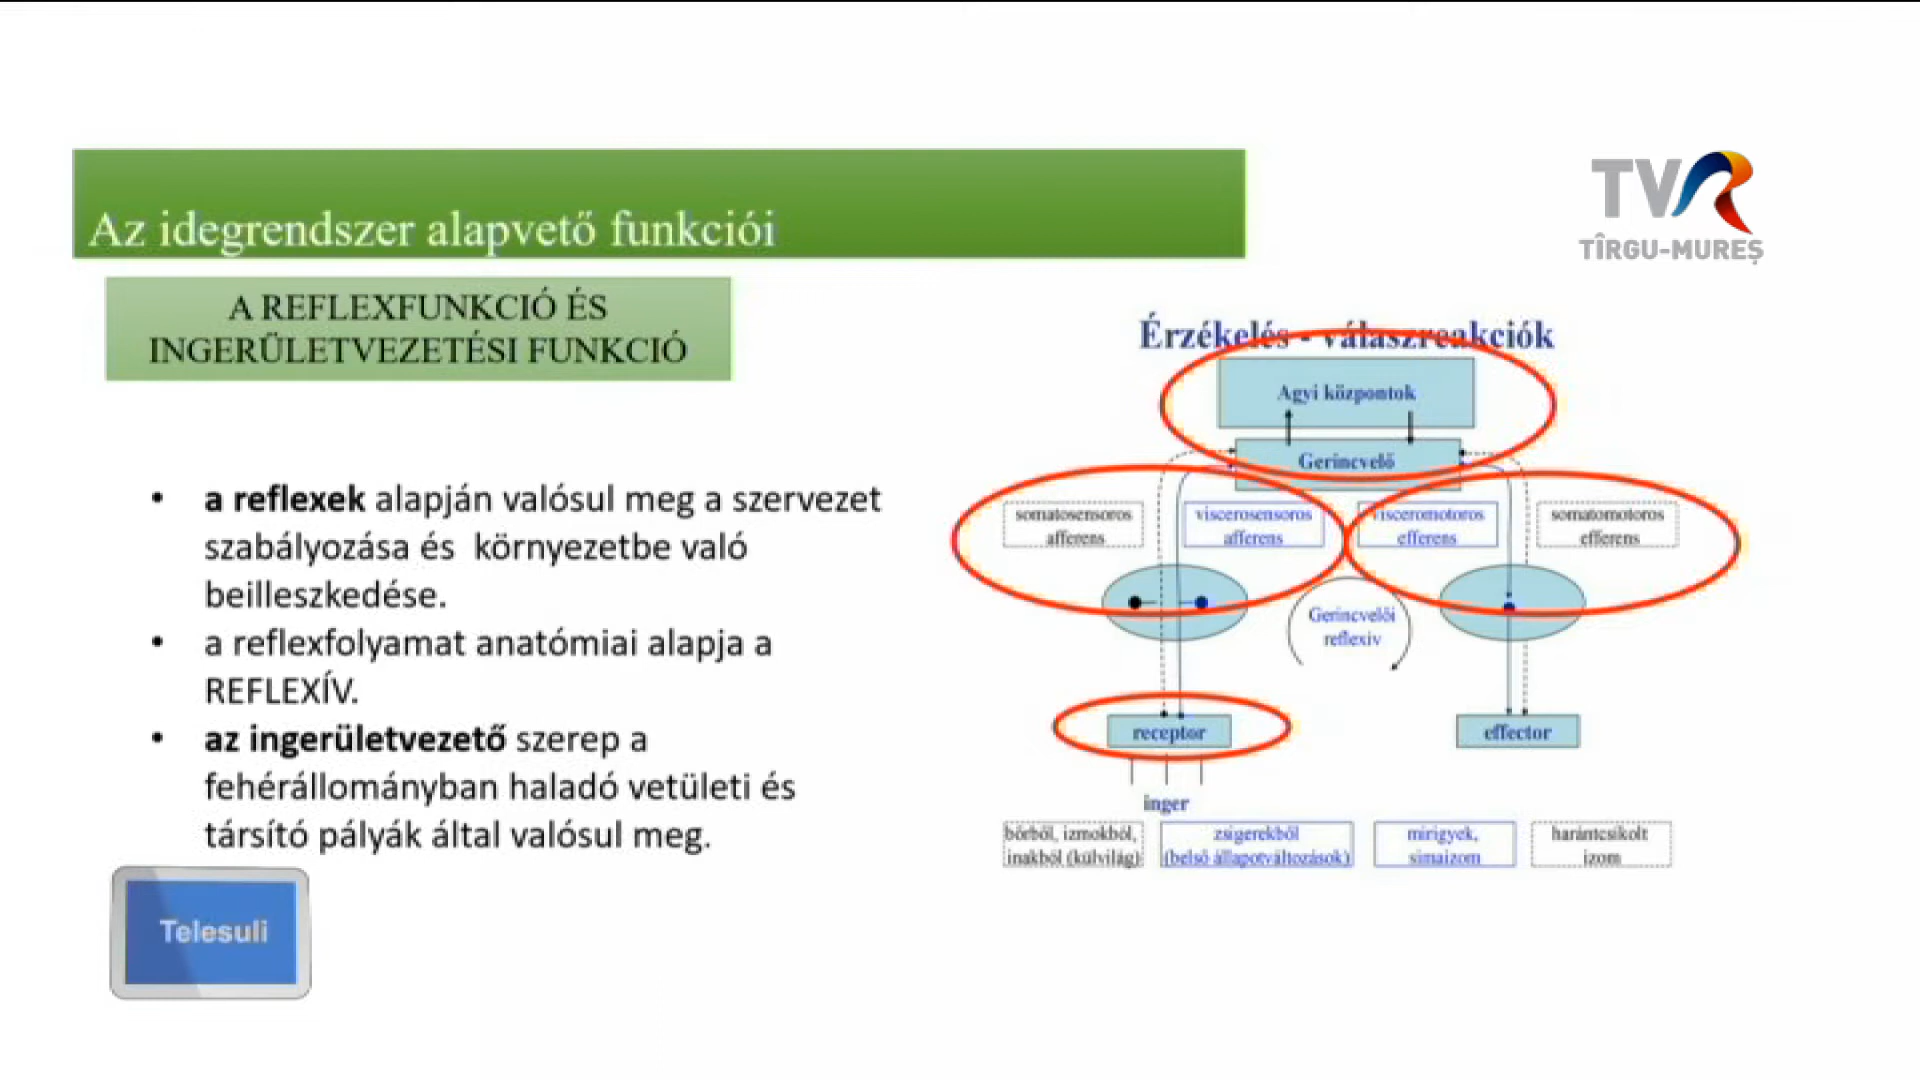 TVR
TÎRGU-MUREȘ
Az idegrendszer alapvető funkciói
A REFLEXFUNKCIÓ ÉS
INGERÜLETVEZETÉSI FUNKCIÓ
• a reflexek alapján valósul meg a szervezet
szabályozása és környezetbe való
beilleszkedése.
• a reflexfolyamat anatómiai alapja a
REFLEXÍV.
• az ingerületvezető szerep a
fehérállományban haladó vetületi és
társító pályák által valósul meg.
Telesuli
Érzékelés - válaszreakciók
Agyi központok
Gerincvelő
somatosensoros
afferens
viscerosensoros
afferens
visceromotoros
efferens
somatomotoros
efferens
Gerincvelői
reflexiv
receptor
effector
inger
bőrből, izmokból,
inakból (külvilág)
zsigerekből
(belső állapotváltozások)
mirigyek,
simaizom
harántcsíkolt
izom